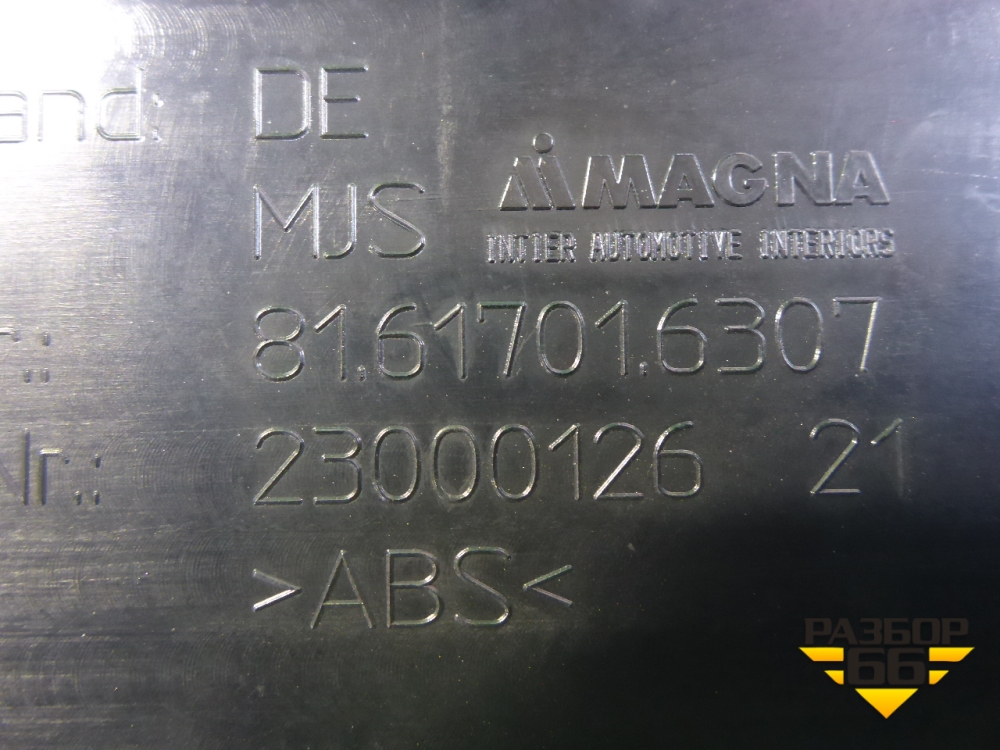 and: DE
MJS MAGNA
INTIER AUTOMOTIVE INTERIORS
r.: 81.61701.6307
Nr.: 23000126 21
>ABS<
РАЗБОР
66